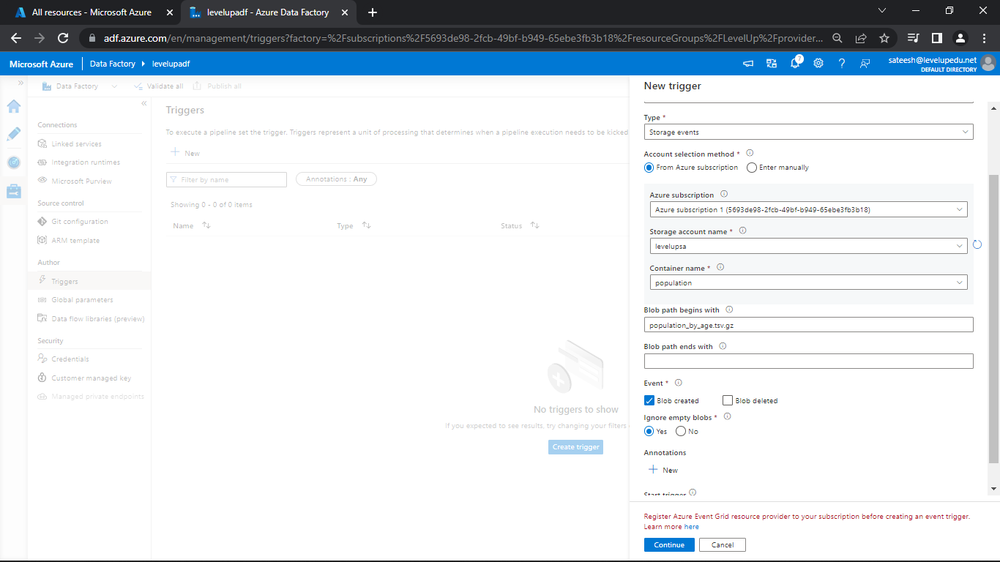 All resources - Microsoft Azure
levelupadf - Azure Data Factory
adf.azure.com/en/management/triggers?factory=%2Fsubscriptions%2F5693de98-2fcb-49bf-b949-65ebe3fb3b18%2FresourceGroups%2FLevelUp%2Fprovider...
Microsoft Azure
Data Factory
levelupadf
7
sateesh@levelupedu.net
DEFAULT DIRECTORY
Data Factory
Validate all
Publish all
Connections
Linked services
Integration runtimes
Microsoft Purview
Source control
Git configuration
ARM template
Author
Triggers
Global parameters
Data flow libraries (preview)
Security
Credentials
Customer managed key
Managed private endpoints
Triggers
To execute a pipeline set the trigger. Triggers represent a unit of processing that determines when a pipeline execution needs to be kicked
New
Filter by name
Annotations : Any
Showing 0 - 0 of 0 items
Name Type Status
No triggers to show
If you expected to see results, try changing your filters
Create trigger
New trigger
Type *
Storage events
Account selection method *
From Azure subscription Enter manually
Azure subscription
Azure subscription 1 (5693de98-2fcb-49bf-b949-65ebe3fb3b18)
Storage account name *
levelupsa
Container name *
population
Blob path begins with
population_by_age.tsv.gz
Blob path ends with
Event *
Blob created Blob deleted
Ignore empty blobs *
Yes No
Annotations
New
Start trigger
Register Azure Event Grid resource provider to your subscription before creating an event trigger.
Learn more here
Continue Cancel